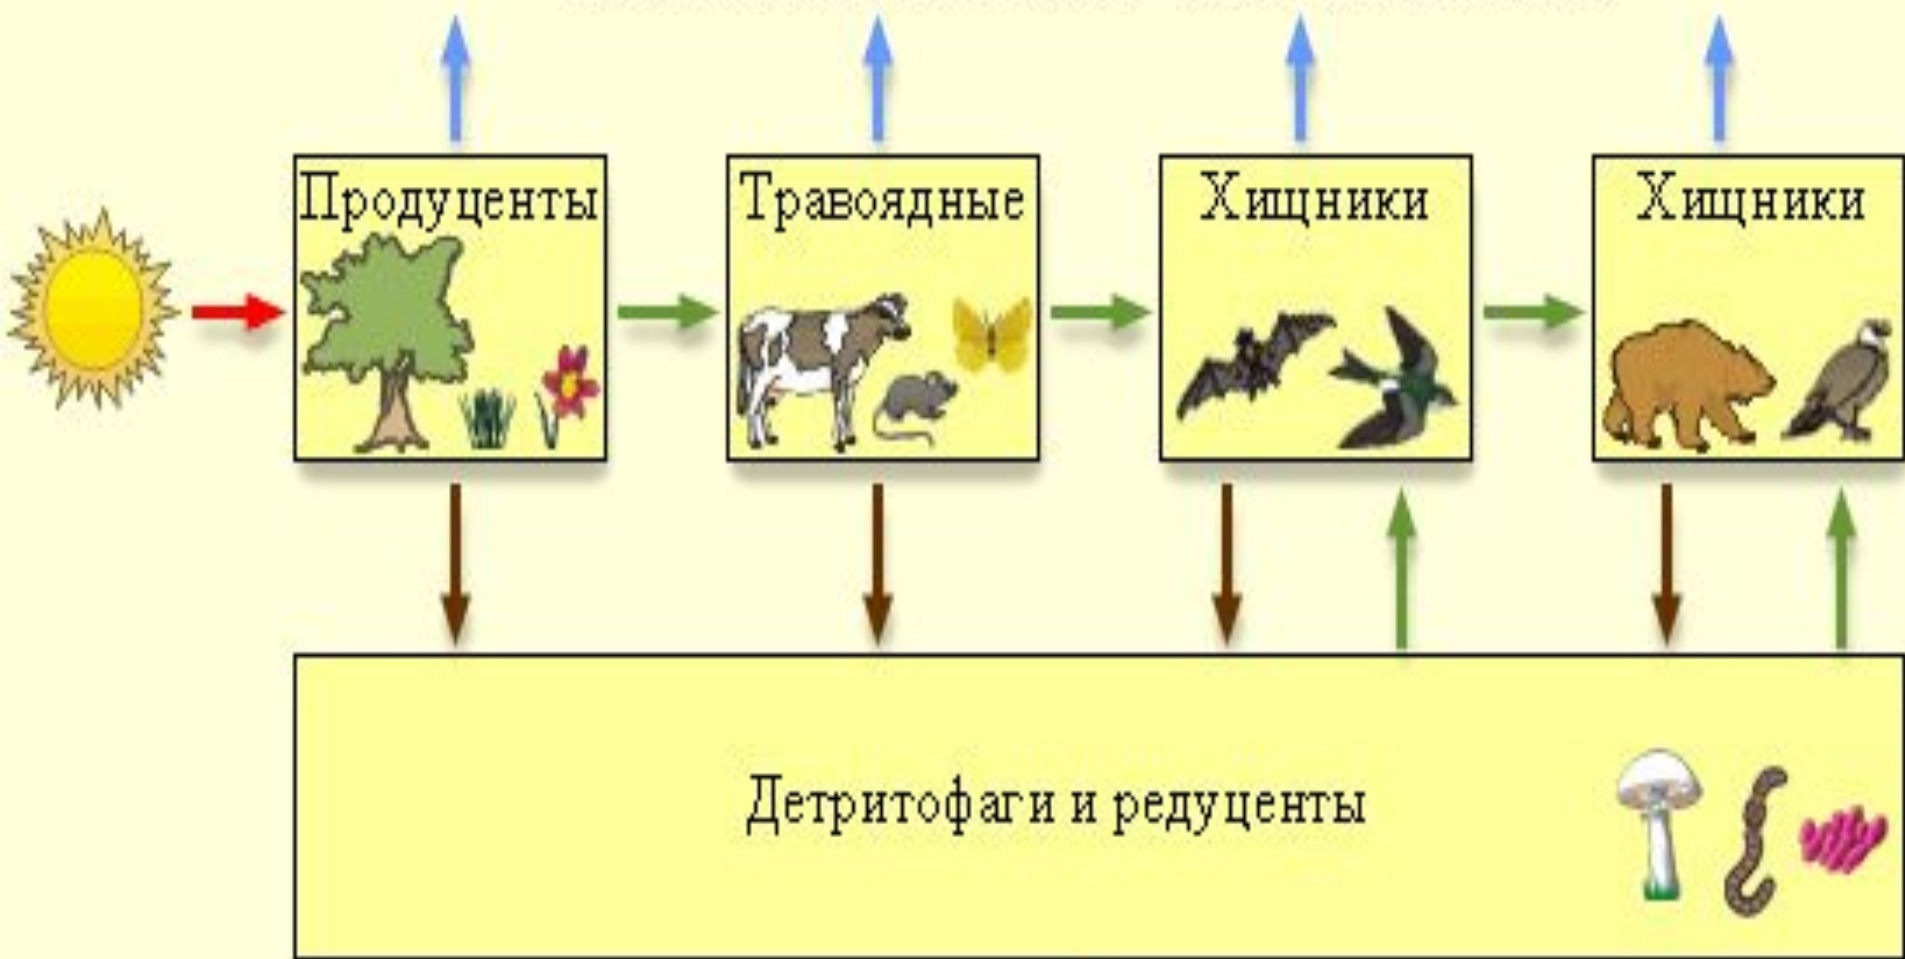 Продуценты
Травоядные
Хищники
Хищники
Детритофаги и редуценты